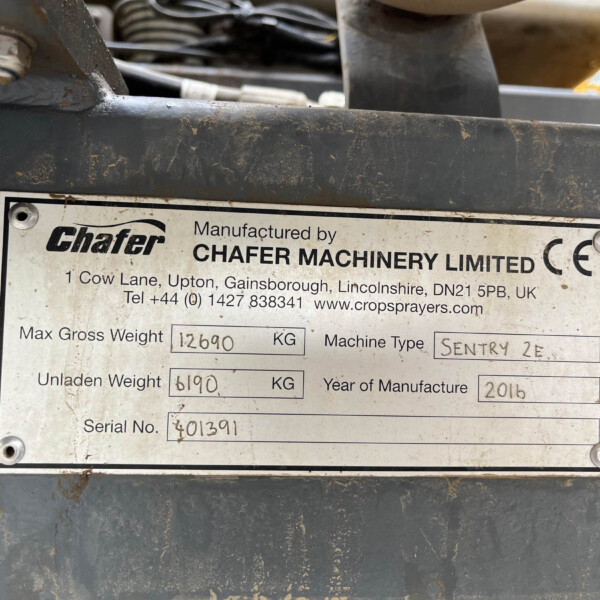 Chafer
Manufactured by
CHAFER MACHINERY LIMITED CE
1 Cow Lane, Upton, Gainsborough, Lincolnshire, DN21 5PB, UK
Tel +44 (0) 1427 838341 www.cropsprayers.com
Max Gross Weight 12690 KG Machine Type SENTRY 2E
Unladen Weight 6190 KG Year of Manufacture 2016
Serial No. 401391